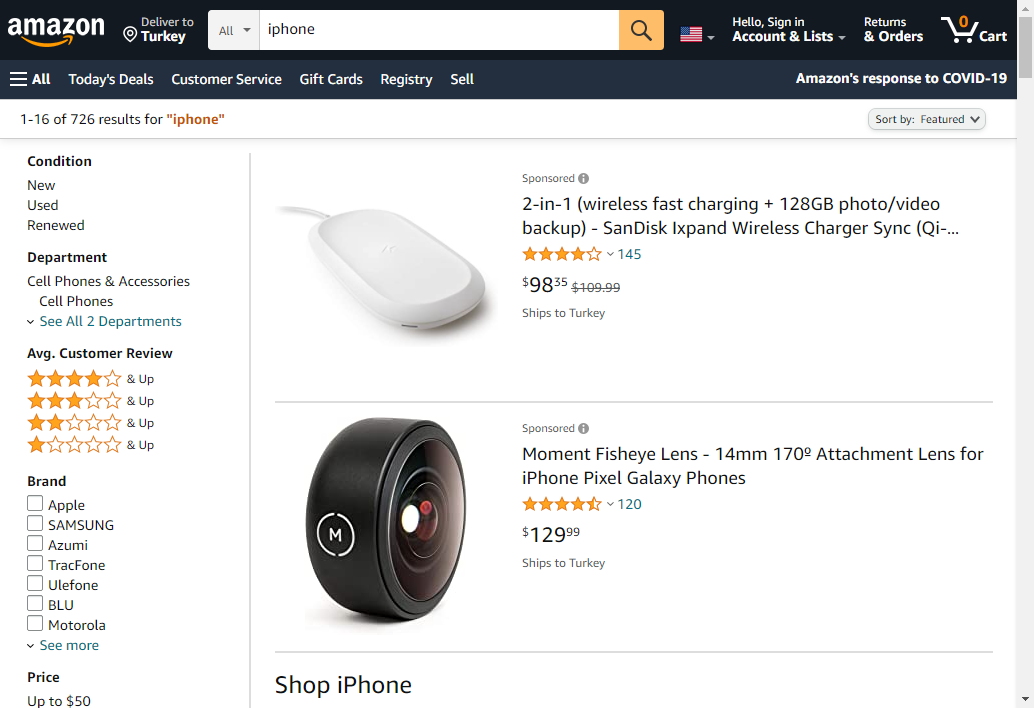 amazon
Deliver to
Turkey
All
iphone
Hello, Sign in
Account & Lists
Returns
& Orders
0
Cart
All
Today's Deals
Customer Service
Gift Cards
Registry
Sell
Amazon's response to COVID-19
1-16 of 726 results for "iphone"
Sort by: Featured
Condition
New
Used
Renewed
Department
Cell Phones & Accessories
Cell Phones
See All 2 Departments
Avg. Customer Review
& Up
& Up
& Up
& Up
Brand
Apple
SAMSUNG
Azumi
TracFone
Ulefone
BLU
Motorola
See more
Price
Up to $50
Sponsored
2-in-1 (wireless fast charging + 128GB photo/video
backup) - SanDisk Ixpand Wireless Charger Sync (Qi-...
145
$9835 $109.99
Ships to Turkey
M
Sponsored
Moment Fisheye Lens - 14mm 170º Attachment Lens for
iPhone Pixel Galaxy Phones
120
$12999
Ships to Turkey
Shop iPhone